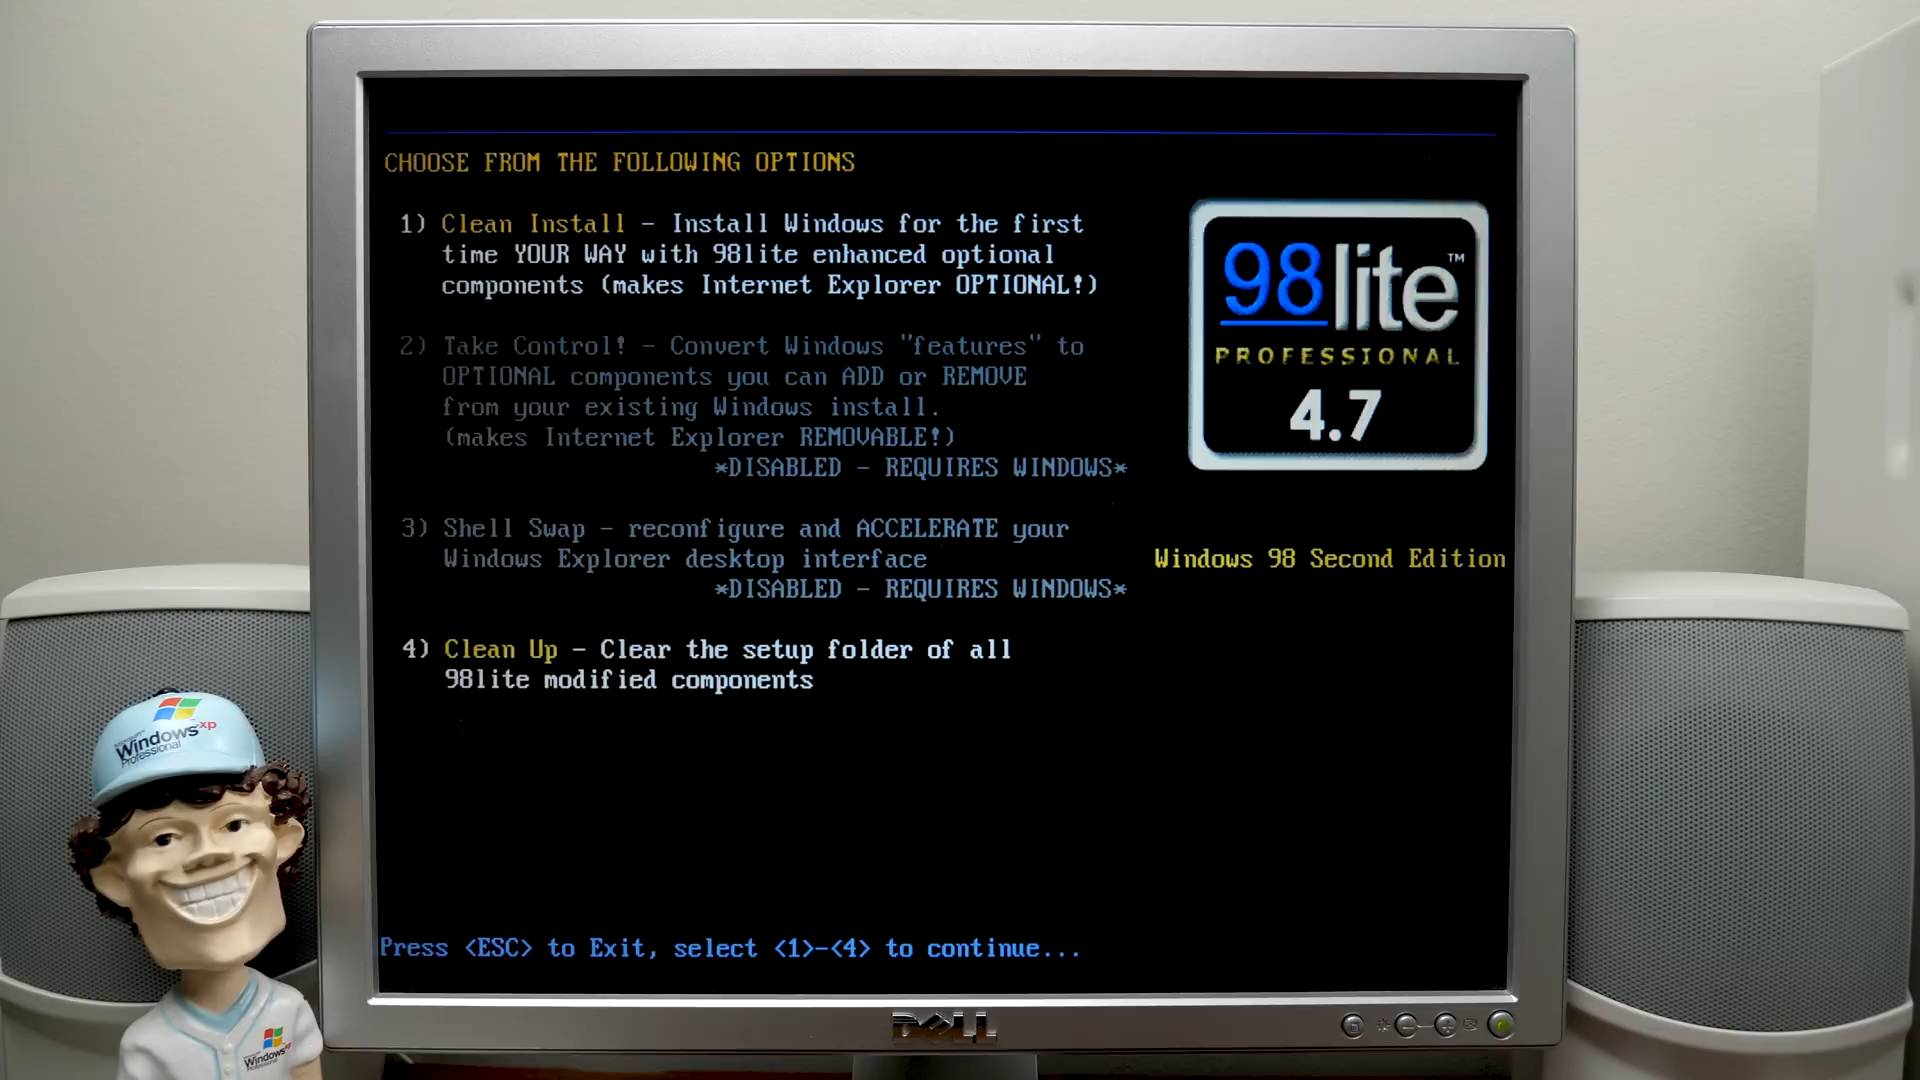 CHOOSE FROM THE FOLLOWING OPTIONS
1) Clean Install - Install Windows for the first
time YOUR WAY with 98lite enhanced optional
components (makes Internet Explorer OPTIONAL!)
2) Take Control! - Convert Windows "features" to
OPTIONAL components you can ADD or REMOVE
from your existing Windows install.
(makes Internet Explorer REMOVABLE!)
*DISABLED - REQUIRES WINDOWS*
3) Shell Swap - reconfigure and ACCELERATE your
Windows Explorer desktop interface
*DISABLED - REQUIRES WINDOWS*
4) Clean Up - Clear the setup folder of all
98lite modified components
98lite™
PROFESSIONAL
4.7
Windows 98 Second Edition
Press <ESC> to Exit, select <1>-<4> to continue...
DELL
Microsoft
Windows xp
Professional
Windows xp